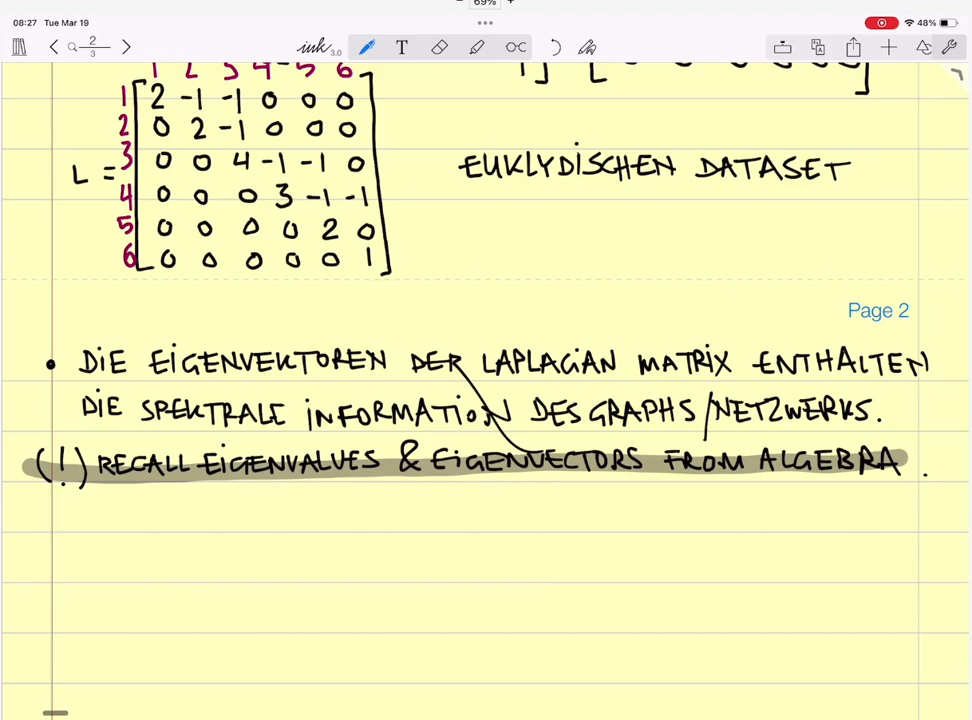 69%
08:27 Tue Mar 19
48%
2
3
ink 3.0
T
1 2 3 4 5 6
1 2 -1 -1 0 0 0
2 0 2 -1 0 0 0
3 0 0 4 -1 -1 0
L = 4 0 0 0 3 -1 -1
5 0 0 0 0 2 0
6 0 0 0 0 0 1
EUKLYDISCHEN DATASET
Page 2
• DIE EIGENVEKTOREN DER LAPLACIAN MATRIX ENTHALTEN
DIE SPEKTRALE INFORMATION DES GRAPHS/NETZWERKS.
(!) RECALL EIGENVALUES & EIGENVECTORS FROM ALGEBRA.